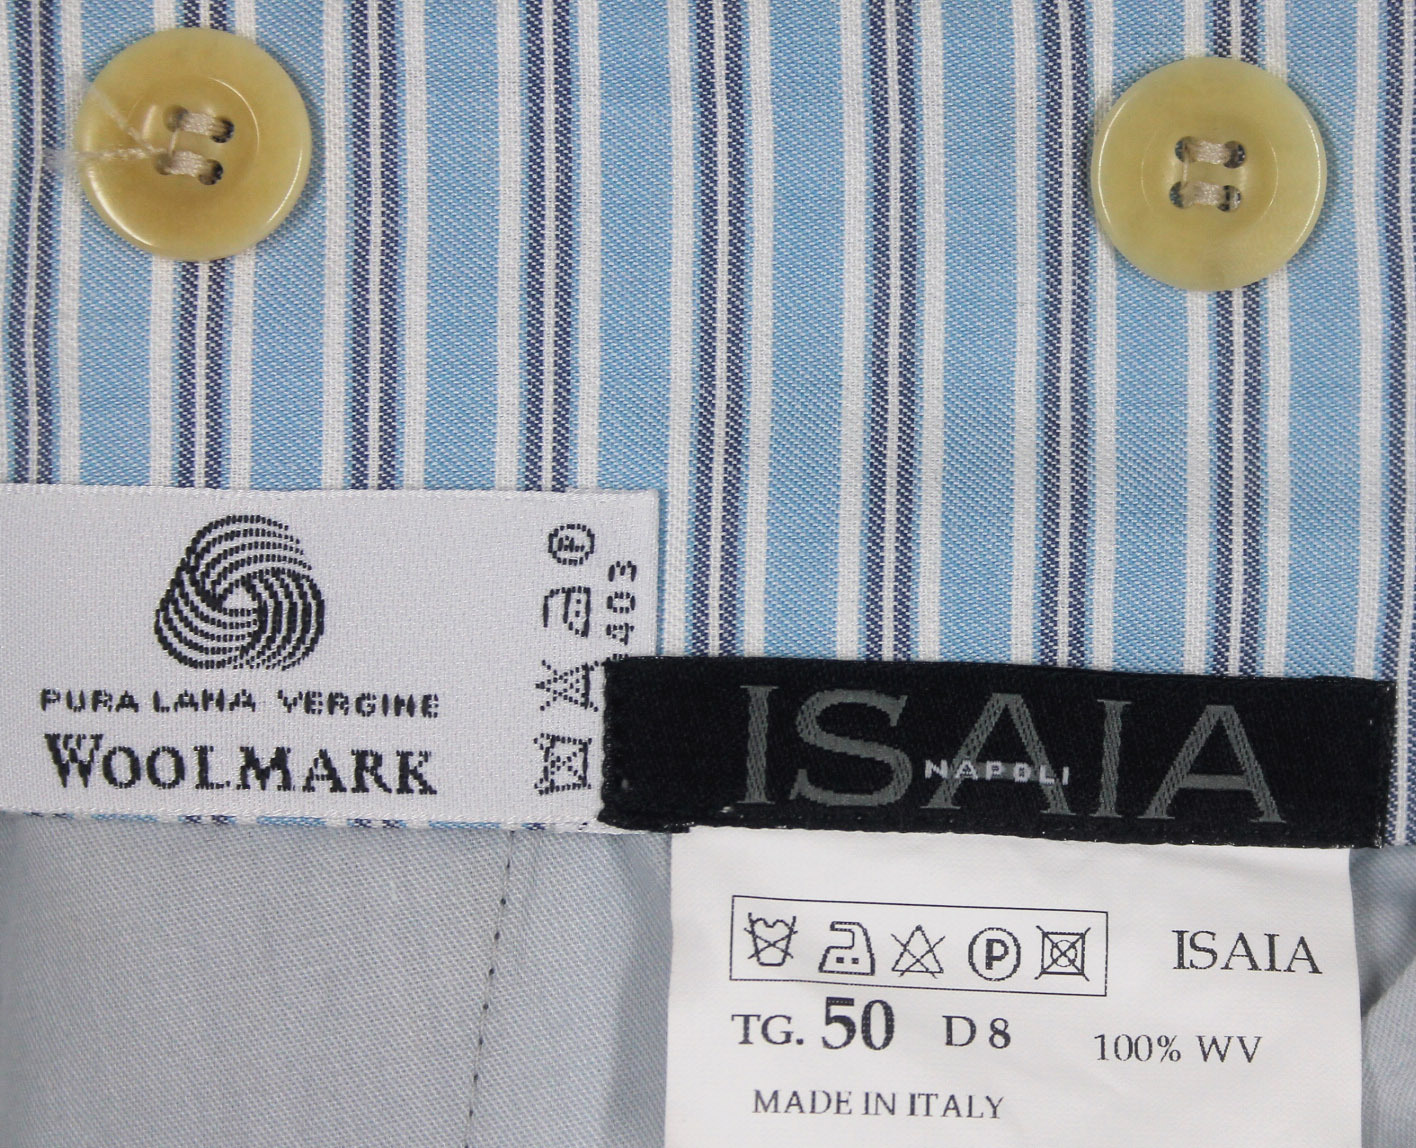 PURA LANA VERGINE
WOOLMARK
P
403
ISAIA
NAPOLI
P
ISAIA
TG. 50 D 8
100% WV
MADE IN ITALY